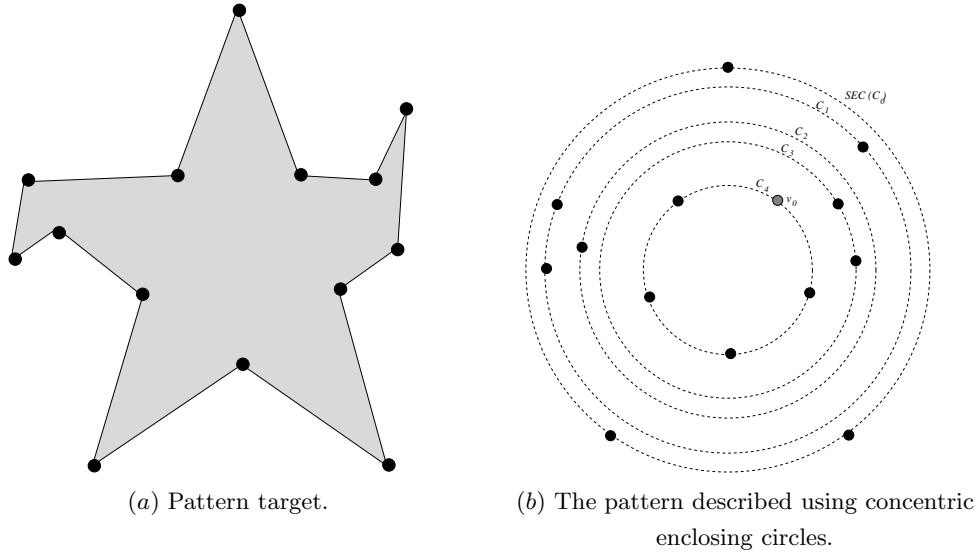 SEC (C0)
C1
C2
C3
C4
v0
(a) Pattern target.
(b) The pattern described using concentric
enclosing circles.